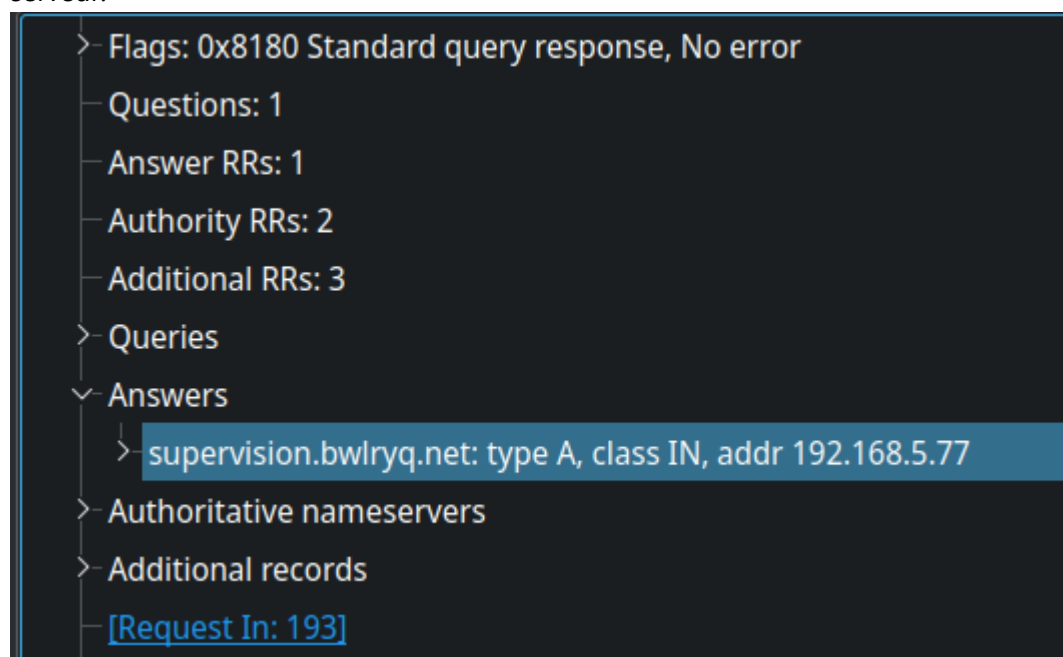 serveur.
Flags: 0x8180 Standard query response, No error
Questions: 1
Answer RRs: 1
Authority RRs: 2
Additional RRs: 3
Queries
Answers
supervision.bwlryq.net: type A, class IN, addr 192.168.5.77
Authoritative nameservers
Additional records
[Request In: 193]